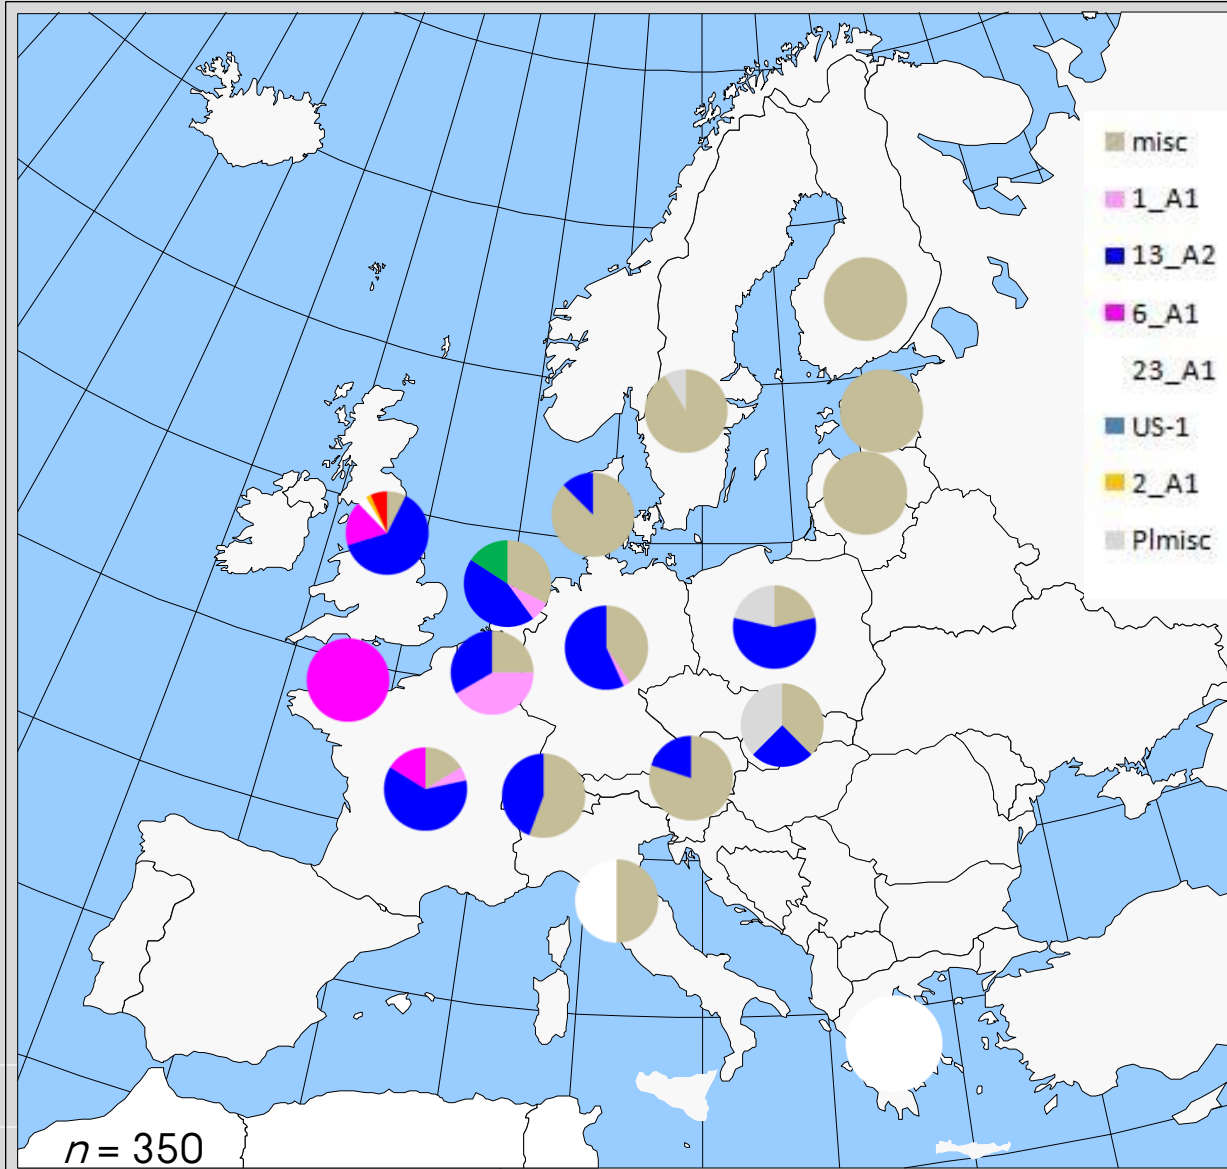 misc
1_A1
13_A2
6_A1
23_A1
US-1
2_A1
Plmisc
n = 350